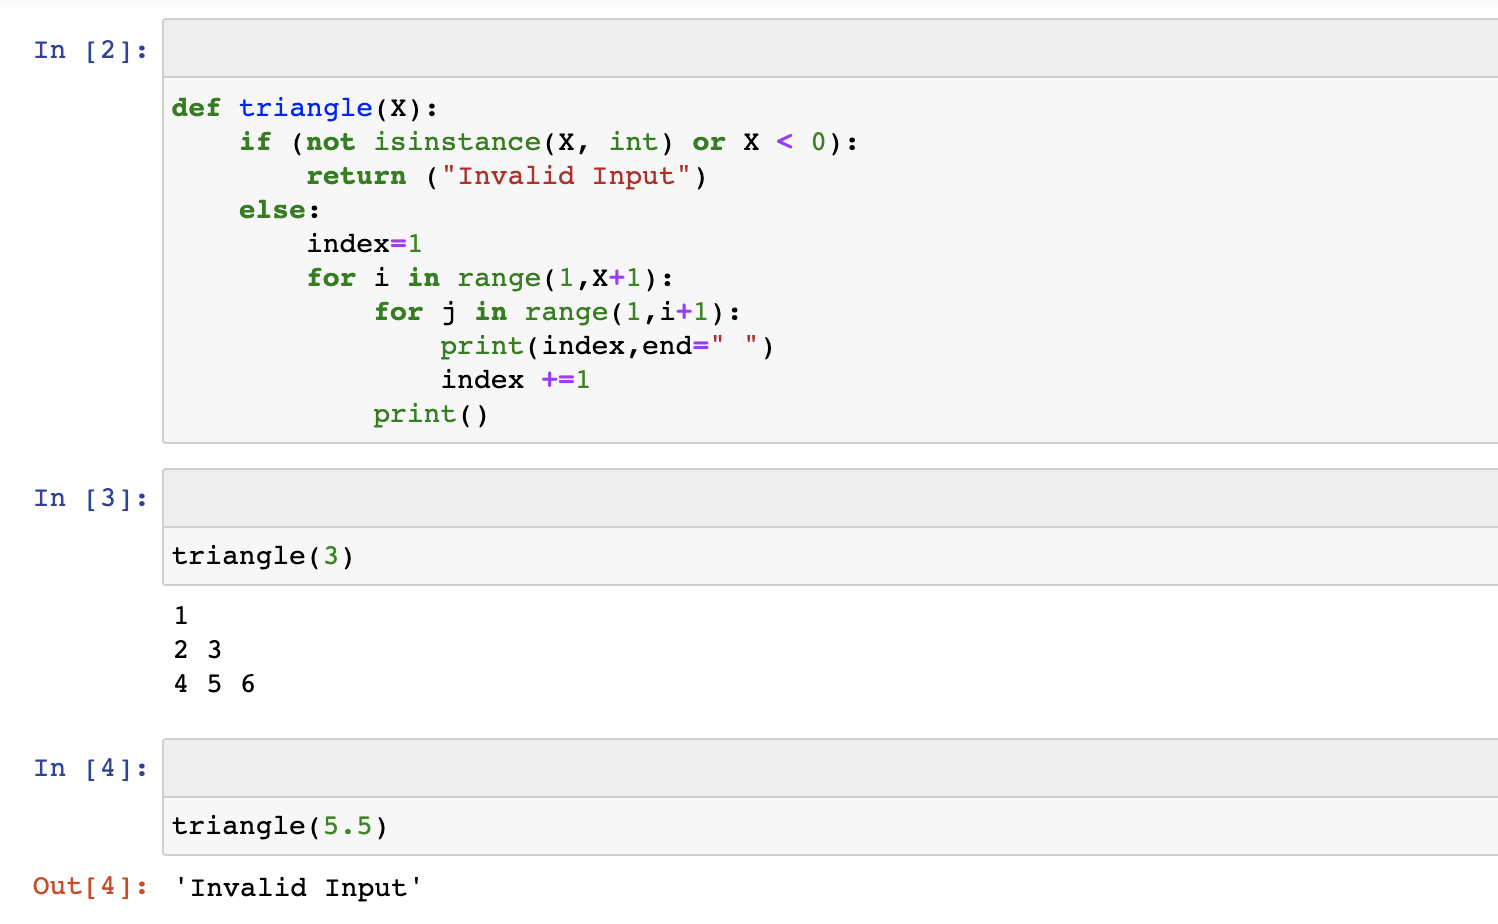 In [2]:
def triangle(X):
    if (not isinstance(X, int) or X < 0):
        return ("Invalid Input")
    else:
        index=1
        for i in range(1,X+1):
            for j in range(1,i+1):
                print(index,end=" ")
                index +=1
            print()
In [3]:
triangle(3)
1
2 3
4 5 6
In [4]:
triangle(5.5)
Out[4]: 'Invalid Input'